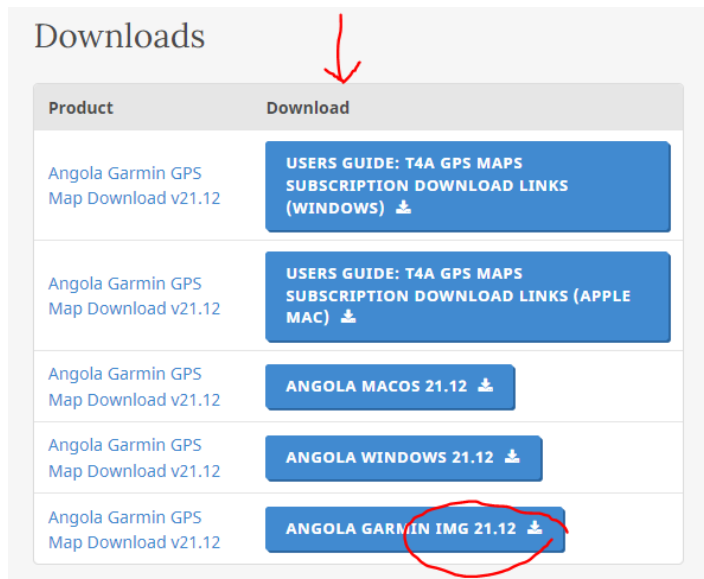 Downloads
Product Download
Angola Garmin GPS
Map Download v21.12
USERS GUIDE: T4A GPS MAPS
SUBSCRIPTION DOWNLOAD LINKS
(WINDOWS)
Angola Garmin GPS
Map Download v21.12
USERS GUIDE: T4A GPS MAPS
SUBSCRIPTION DOWNLOAD LINKS (APPLE
MAC)
Angola Garmin GPS
Map Download v21.12
ANGOLA MACOS 21.12
Angola Garmin GPS
Map Download v21.12
ANGOLA WINDOWS 21.12
Angola Garmin GPS
Map Download v21.12
ANGOLA GARMIN IMG 21.12